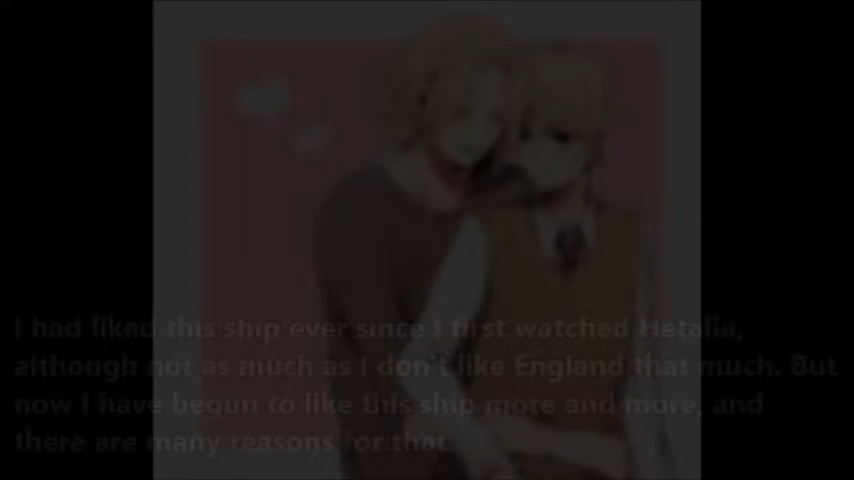 I had liked this ship ever since I first watched Hetalia,
although not as much as I don't like England that much. But
now I have begun to like this ship more and more, and
there are many reasons for that